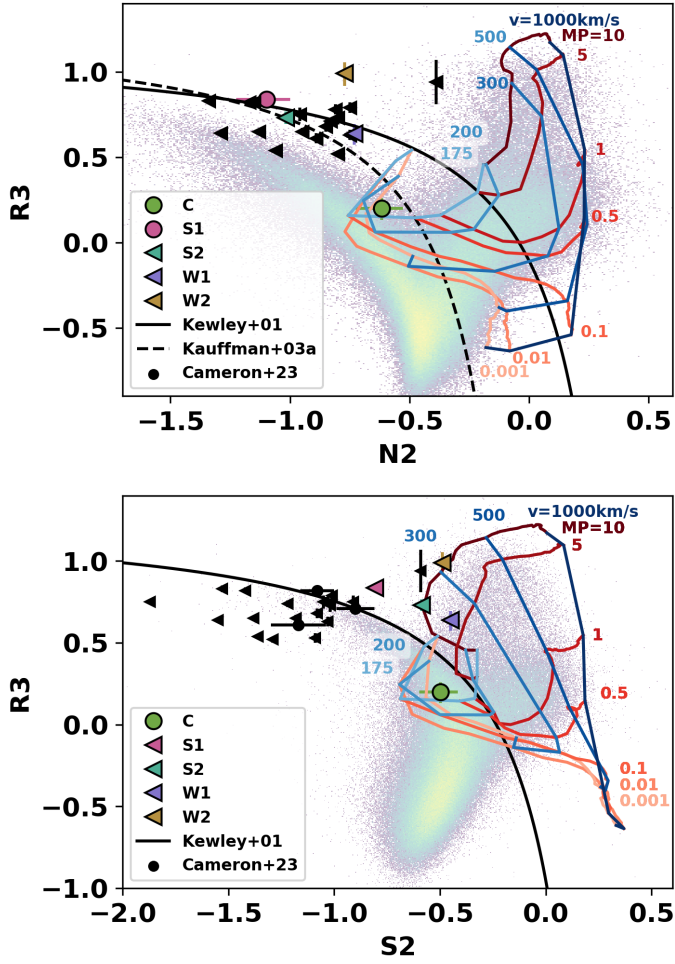 v=1000km/s
500
MP=10
5
300
200
175
1
0.5
0.1
0.01
0.001
1.0
0.5
0.0
−0.5
R3
C
S1
S2
W1
W2
Kewley+01
Kauffman+03a
Cameron+23
−1.5
−1.0
−0.5
0.0
0.5
N2
v=1000km/s
500
MP=10
300
5
200
175
1
0.5
0.1
0.01
0.001
1.0
0.5
0.0
−0.5
−1.0
R3
C
S1
S2
W1
W2
Kewley+01
Cameron+23
−2.0
−1.5
−1.0
−0.5
0.0
0.5
S2